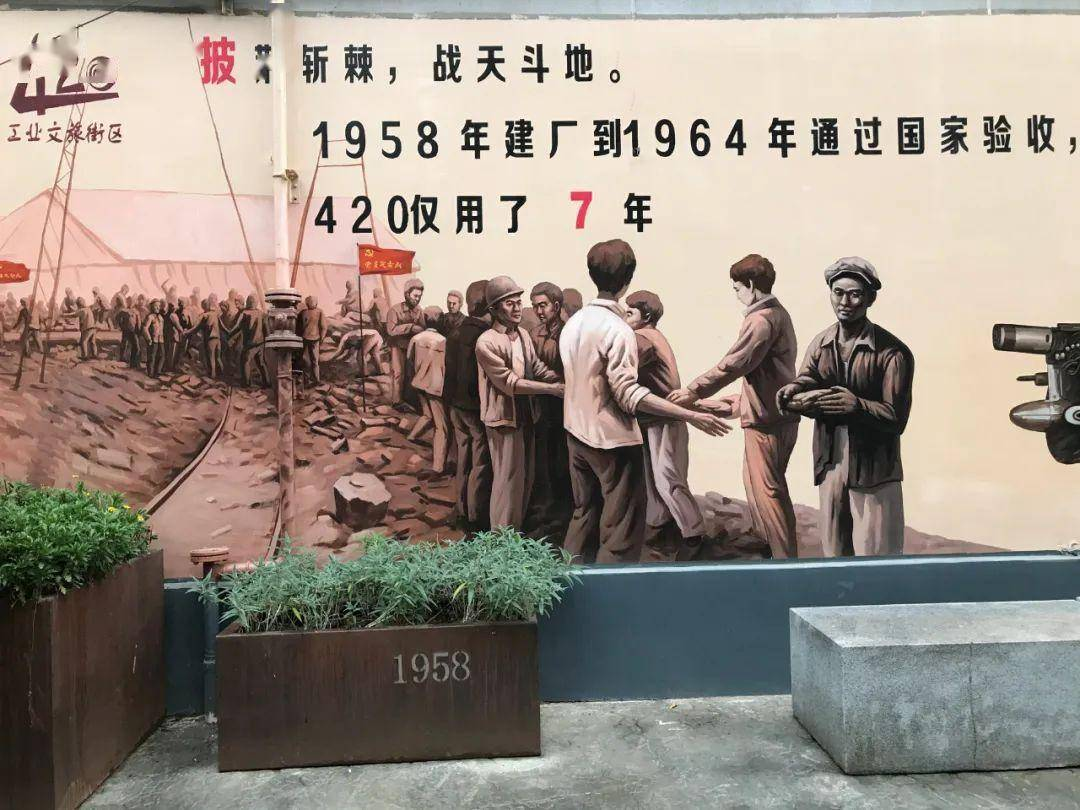 420
工业文旅街区
披荆斩棘，战天斗地。
1958年建厂到1964年通过国家验收，
420仅用了 7 年
1958